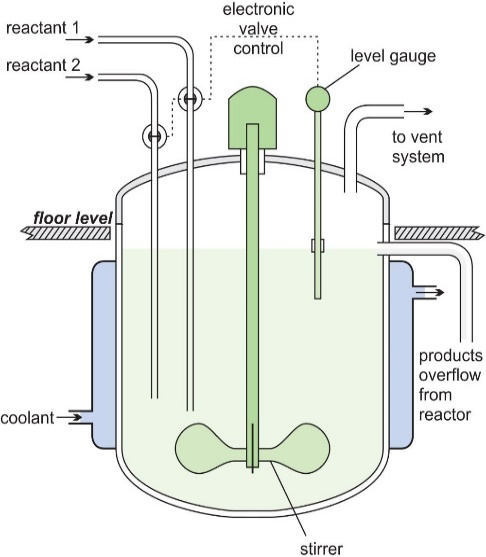 electronic
valve
control
reactant 1
reactant 2
level gauge
to vent
system
floor level
products
overflow
from
reactor
coolant
stirrer